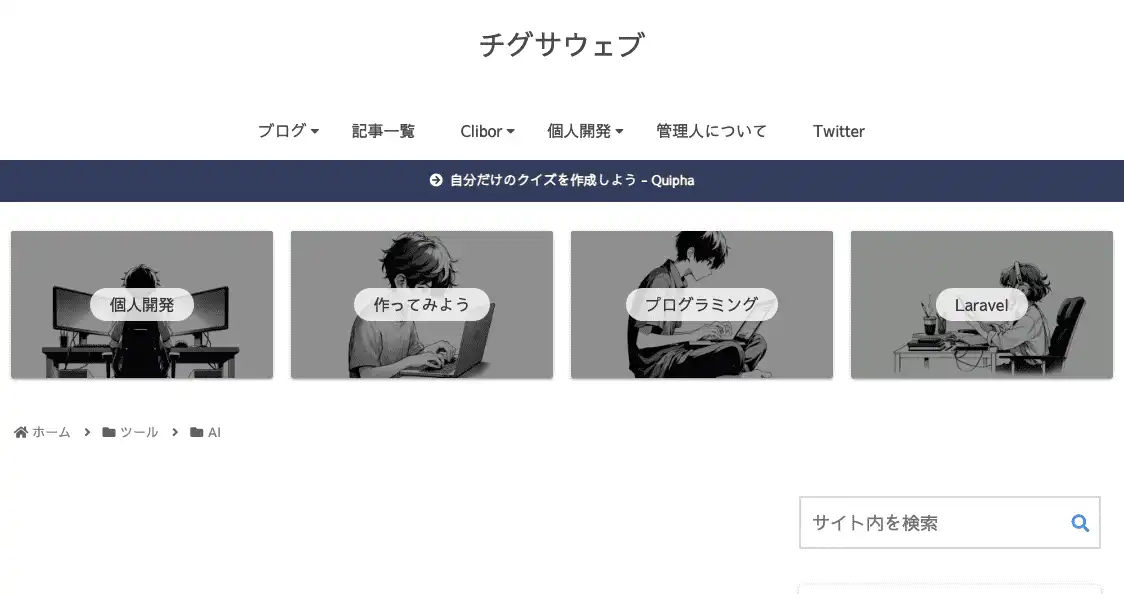 チグサウェブ
ブログ 記事一覧 Clibor 個人開発 管理人について Twitter
自分だけのクイズを作成しよう - Quipha
個人開発 作ってみよう プログラミング Laravel
ホーム ツール AI
サイト内を検索